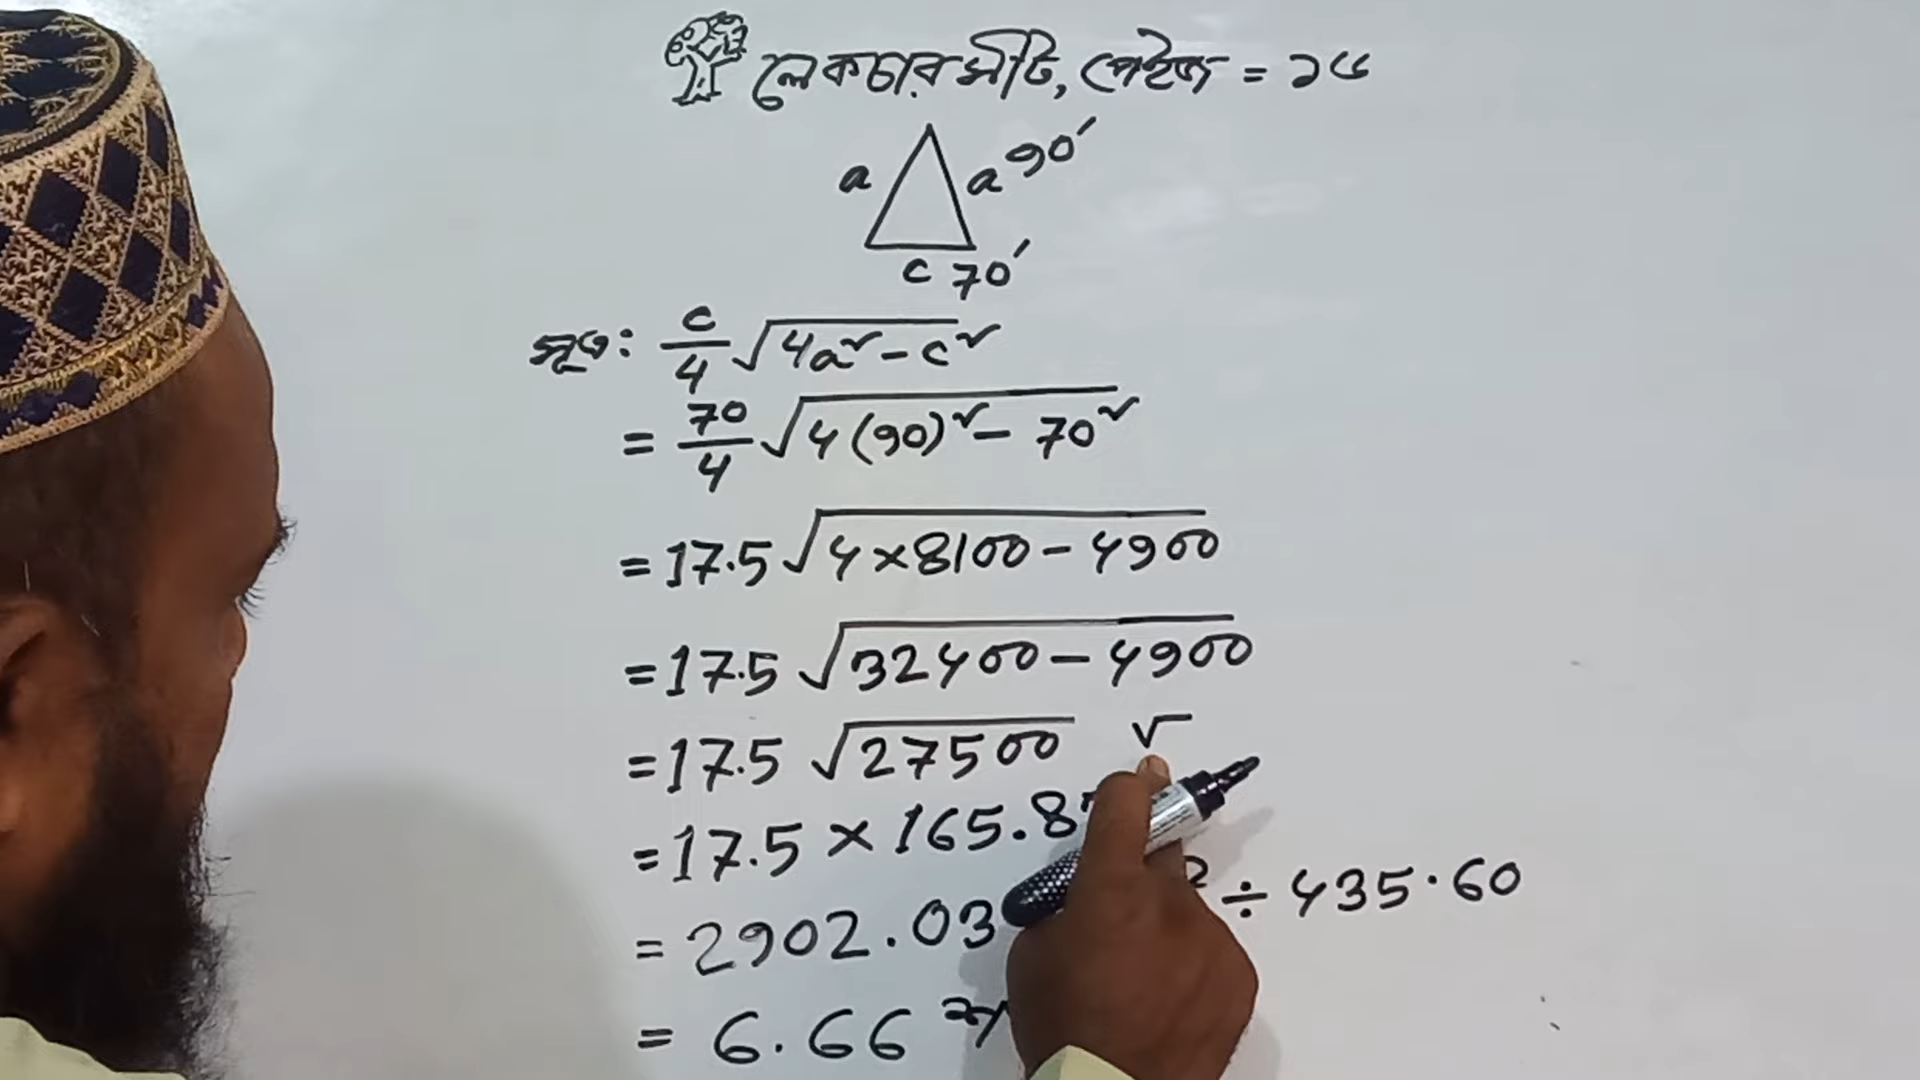 লেকচার সীট, পেইজ = ১৬
a a 90′
c 70′
সূত্র: c/4 √4a² - c²
= 70/4 √4(90)² - 70²
= 17.5 √4×8100 - 4900
= 17.5 √32400 - 4900
= 17.5 √27500 √
= 17.5 × 165.8
= 2902.03 ÷ 435.60
= 6.66